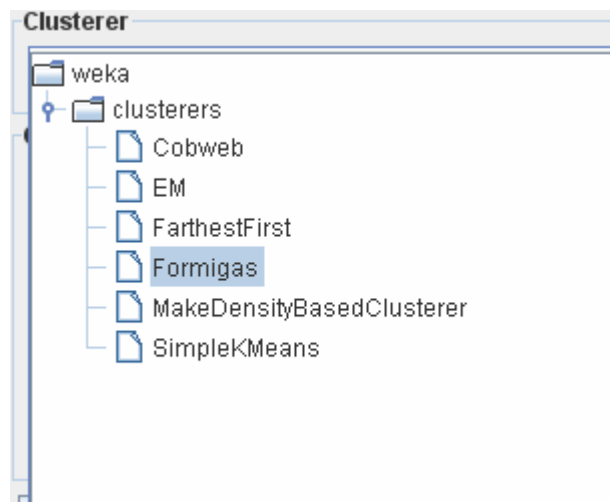 Clusterer
weka
clusterers
Cobweb
EM
FarthestFirst
Formigas
MakeDensityBasedClusterer
SimpleKMeans